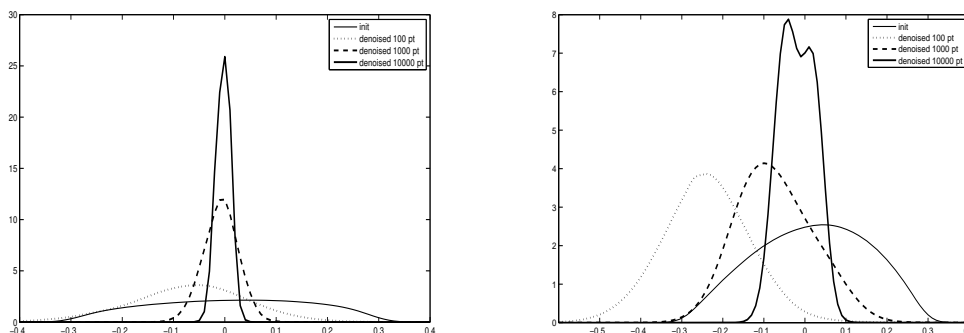 30
25
20
15
10
5
0
-0.4 -0.3 -0.2 -0.1 0 0.1 0.2 0.3 0.4
init
denoised 100 pt
denoised 1000 pt
denoised 10000 pt
8
7
6
5
4
3
2
1
0
-0.5 -0.4 -0.3 -0.2 -0.1 0 0.1 0.2 0.3
init
denoised 100 pt
denoised 1000 pt
denoised 10000 pt